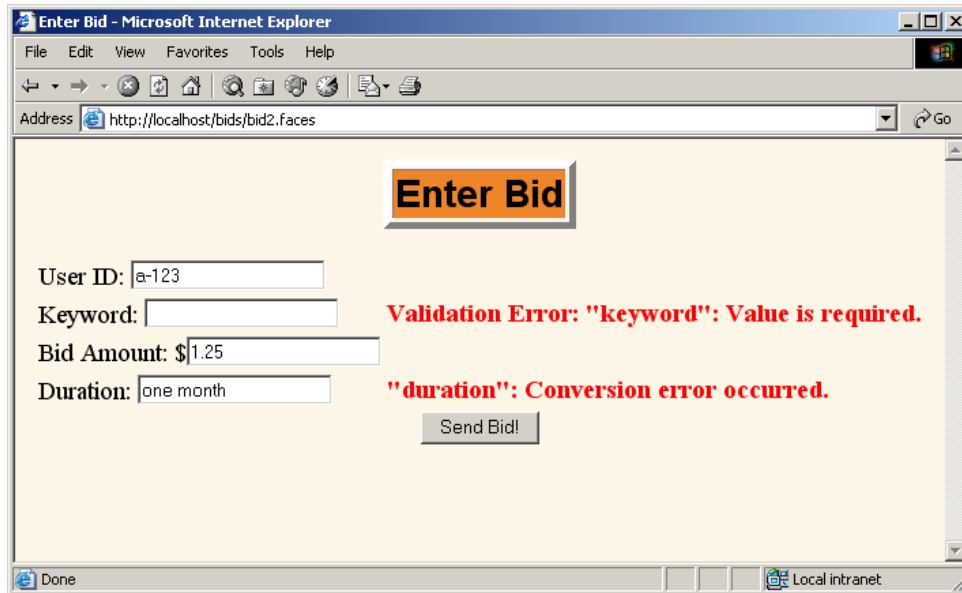 Enter Bid - Microsoft Internet Explorer
File Edit View Favorites Tools Help
Address http://localhost/bids/bid2.faces Go
Enter Bid
User ID: a-123
Keyword: Validation Error: "keyword": Value is required.
Bid Amount: $1.25
Duration: one month "duration": Conversion error occurred.
Send Bid!
Done Local intranet